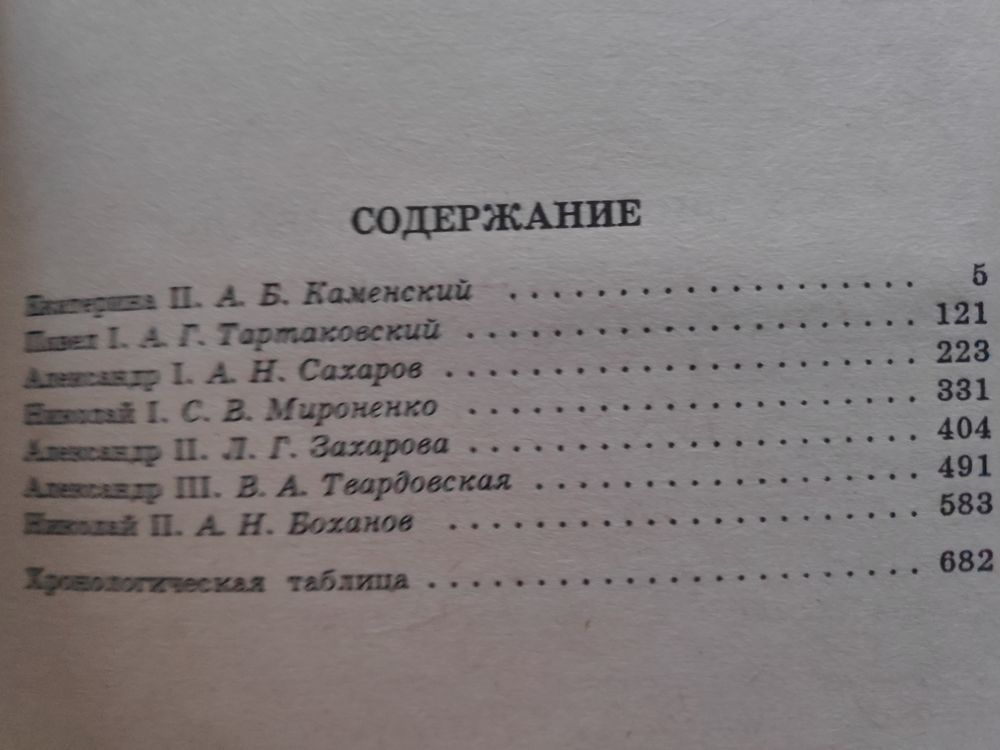 СОДЕРЖАНИЕ
Екатерина II. А. Б. Каменский . . . . . . . . . . . . . . 5
Павел I. А. Г. Тартаковский . . . . . . . . . . . . . . . . 121
Александр I. А. Н. Сахаров . . . . . . . . . . . . . . . . . 223
Николай I. С. В. Мироненко . . . . . . . . . . . . . . . . 331
Александр II. Л. Г. Захарова . . . . . . . . . . . . . . . . 404
Александр III. В. А. Твардовская . . . . . . . . . . . . . . 491
Николай II. А. Н. Боханов . . . . . . . . . . . . . . . . . 583
Хронологическая таблица . . . . . . . . . . . . . . . . . . 682